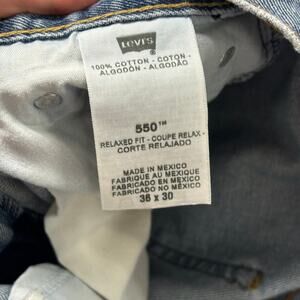 Levi's
100% COTTON - COTON -
ALGODÓN - ALGODÃO
550™
RELAXED FIT - COUPE RELAX -
CORTE RELAJADO
MADE IN MEXICO
FABRIQUE AU MEXIQUE
FABRICADO EN MEXICO
FABRICADO NO MÉXICO
36 x 30